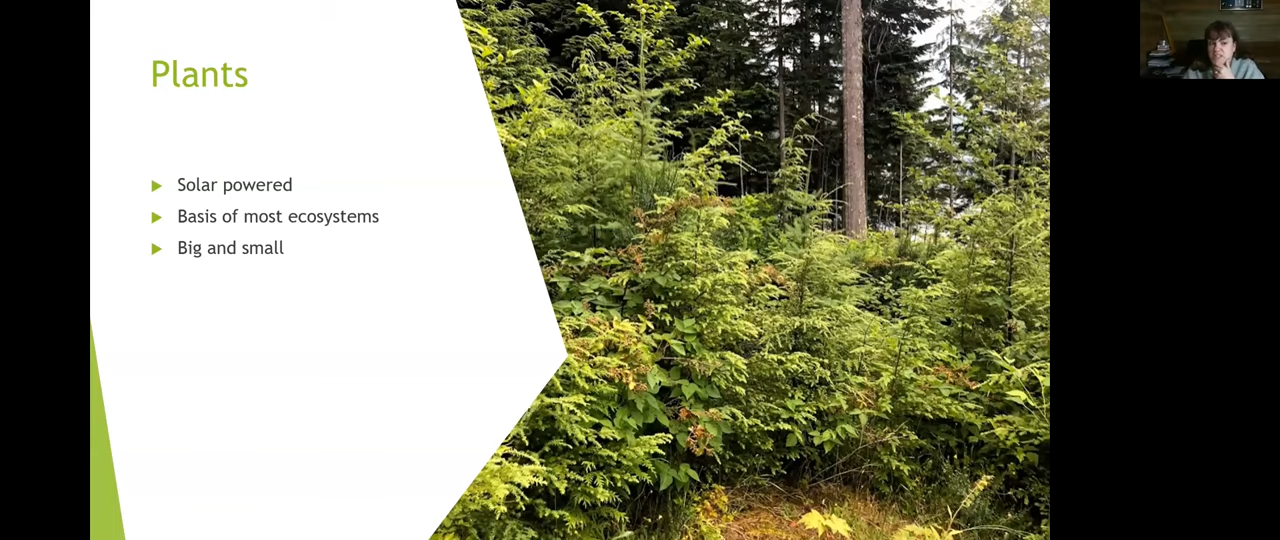 Plants
Solar powered
Basis of most ecosystems
Big and small